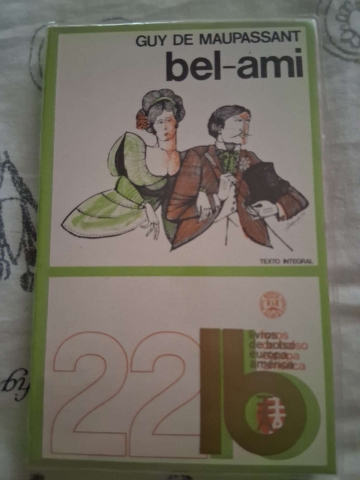 GUY DE MAUPASSANT
bel-ami
TEXTO INTEGRAL
22
lb
livros
de bolso
europa
américa